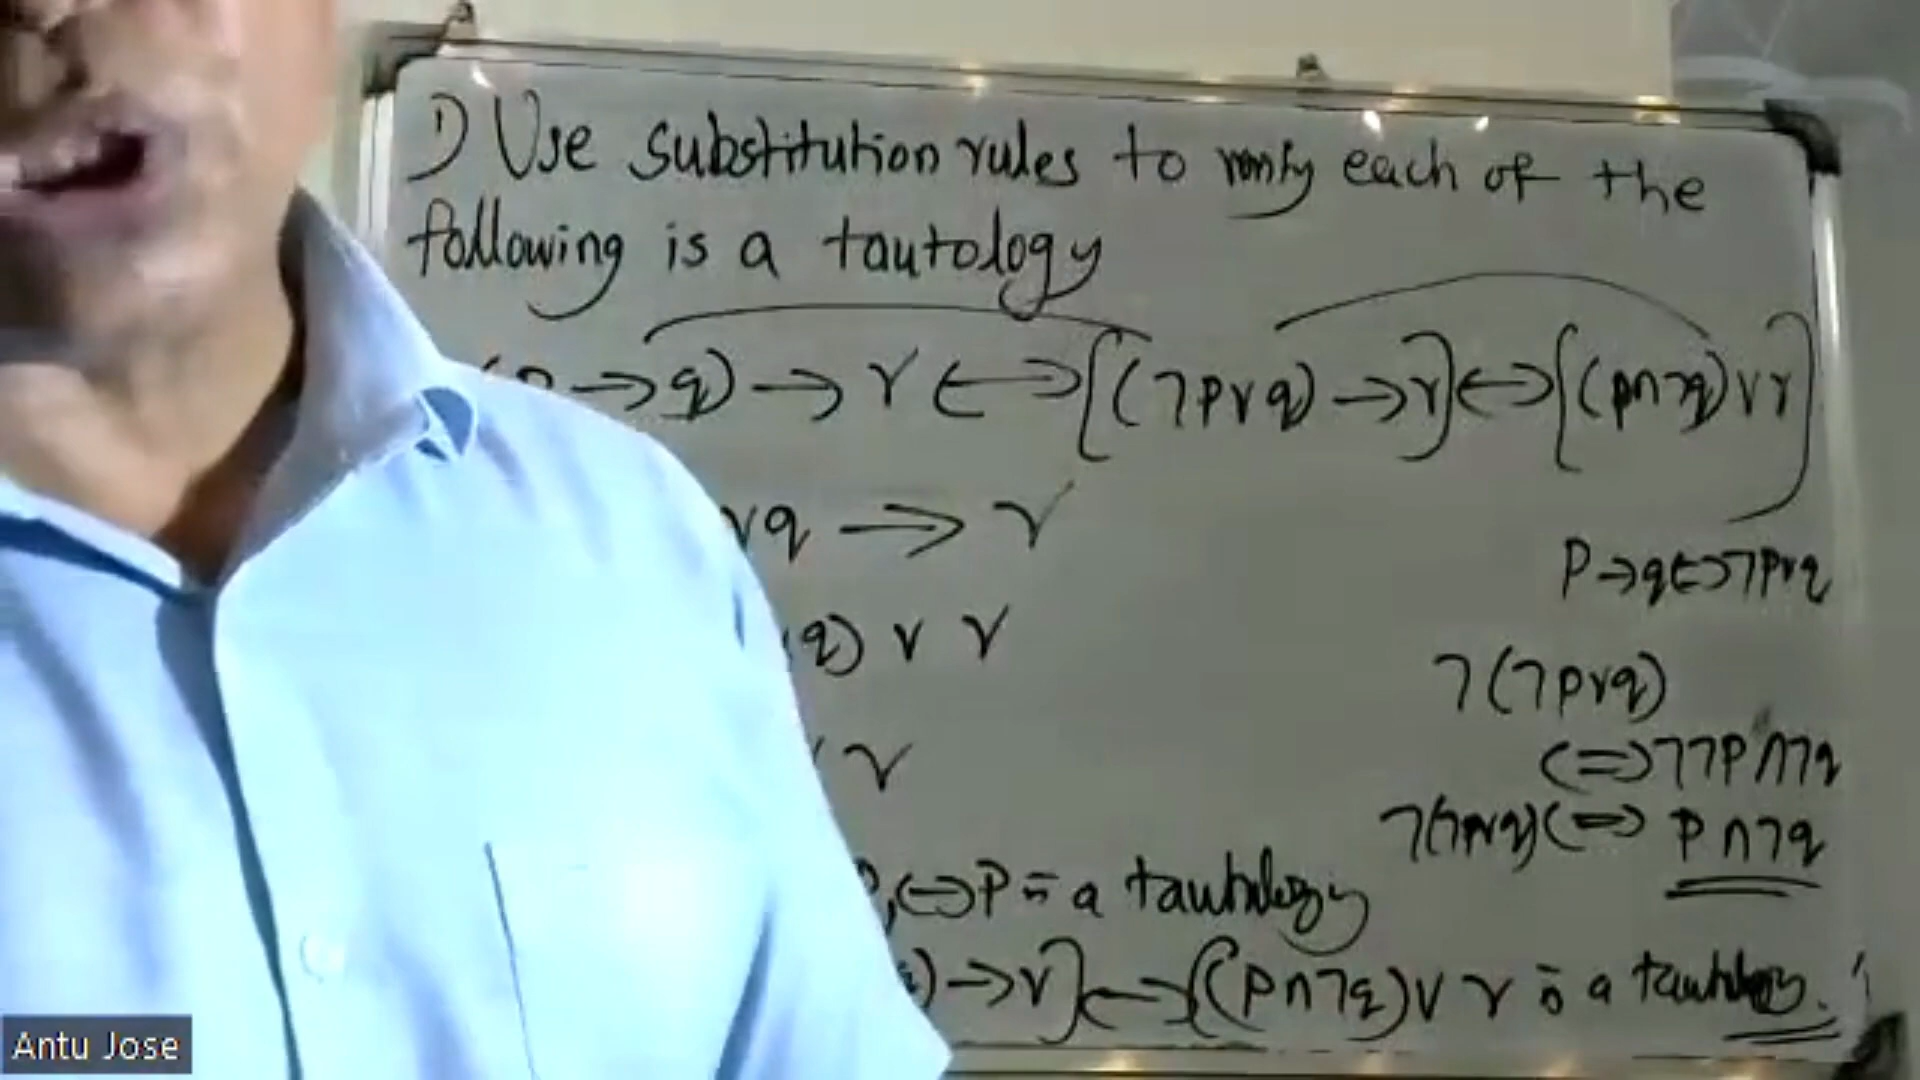 1) Use substitution rules to verify each of the
following is a tautology
(p → q) → r ⟷ [(¬p∨q) → r] ⟷ [(p∧¬q) ∨ r]
∨q → r
p → q ⟷ ¬p∨q
q) ∨ r
¬(¬p∨q)
∨ r
⟺ ¬¬p∧¬q
¬(¬p∨q) ⟺ p∧¬q
⟷ p is a tautology
) → r] ⟷ [(p∧¬q) ∨ r is a tautology.
Antu Jose